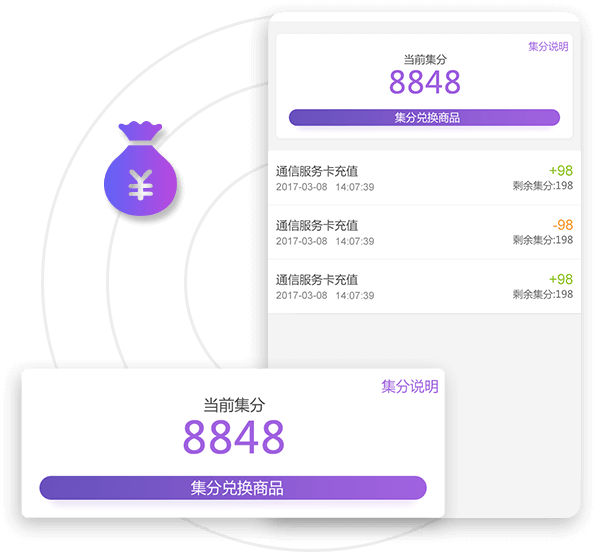 集分说明
当前集分
8848
集分兑换商品
¥
通信服务卡充值
+98
2017-03-08 14:07:39
剩余集分:198
通信服务卡充值
-98
2017-03-08 14:07:39
剩余集分:198
通信服务卡充值
+98
2017-03-08 14:07:39
剩余集分:198
集分说明
当前集分
8848
集分兑换商品